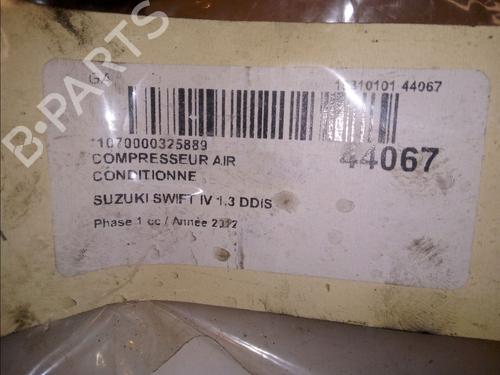 GA 13310101 44067
*1070000325889
COMPRESSEUR AIR
CONDITIONNE
44067
SUZUKI SWIFT IV 1.3 DDIS
Phase 1 cc / Année 2012
B-PARTS